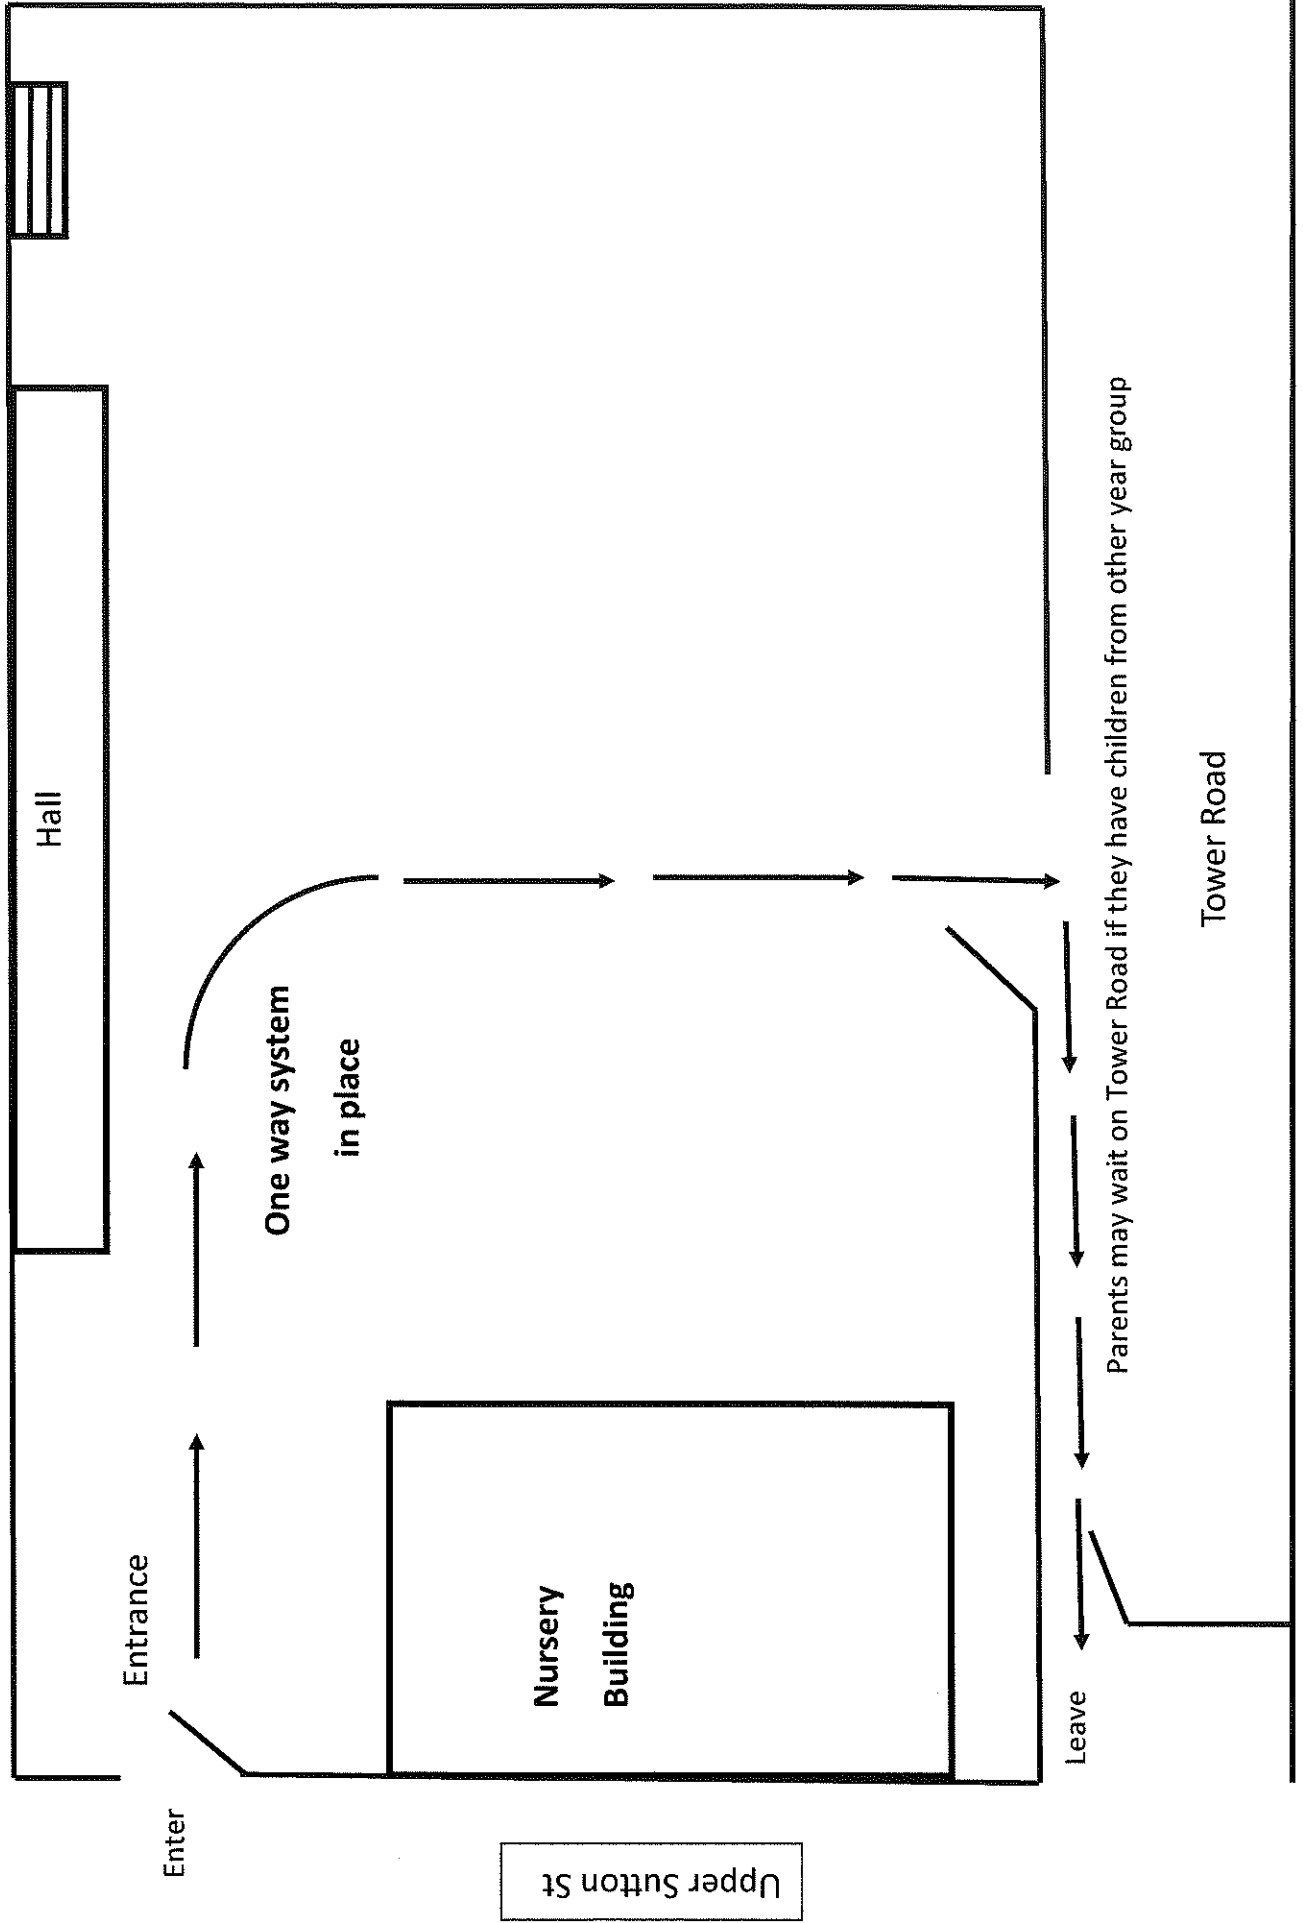 Hall
Entrance
Enter
One way system
in place
Nursery
Building
Upper Sutton St
Leave
Parents may wait on Tower Road if they have children from other year group
Tower Road